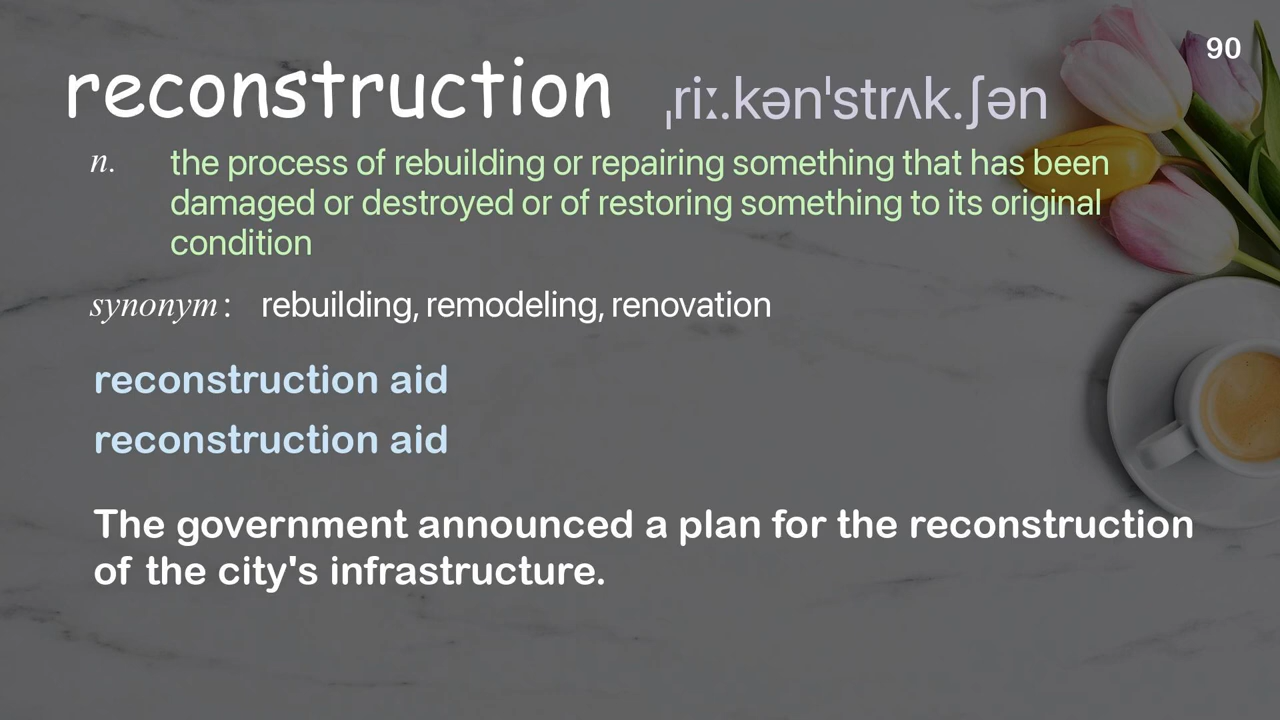 90
reconstruction ˌriː.kənˈstrʌk.ʃən
n. the process of rebuilding or repairing something that has been
damaged or destroyed or of restoring something to its original
condition
synonym: rebuilding, remodeling, renovation
reconstruction aid
reconstruction aid
The government announced a plan for the reconstruction
of the city's infrastructure.